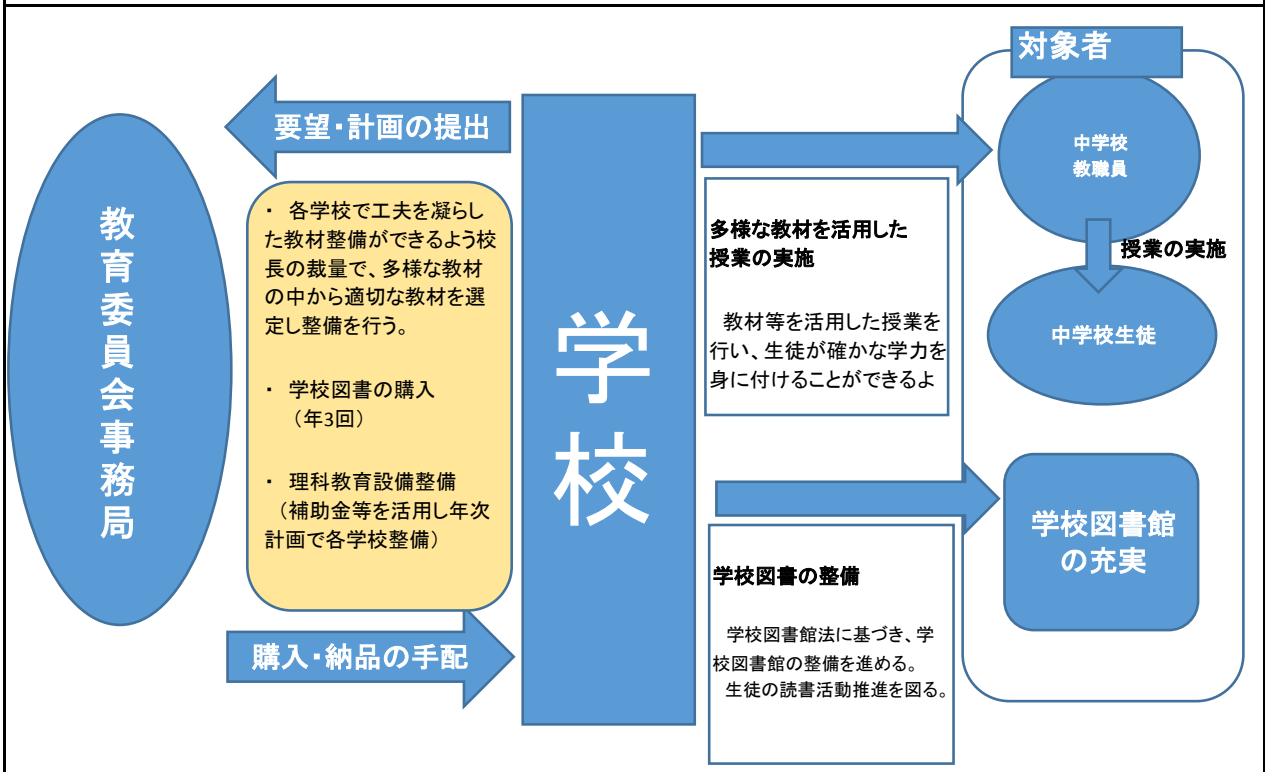 教育委員会事務局
要望・計画の提出
・ 各学校で工夫を凝らし
た教材整備ができるよう校
長の裁量で、多様な教材
の中から適切な教材を選
定し整備を行う。
・ 学校図書の購入
（年3回）
・ 理科教育設備整備
（補助金等を活用し年次
計画で各学校整備）
購入・納品の手配
学校
多様な教材を活用した
授業の実施
教材等を活用した授業を
行い、生徒が確かな学力を
身に付けることができるよ
学校図書の整備
学校図書館法に基づき、学
校図書館の整備を進める。
生徒の読書活動推進を図る。
対象者
中学校
教職員
授業の実施
中学校生徒
学校図書館
の充実